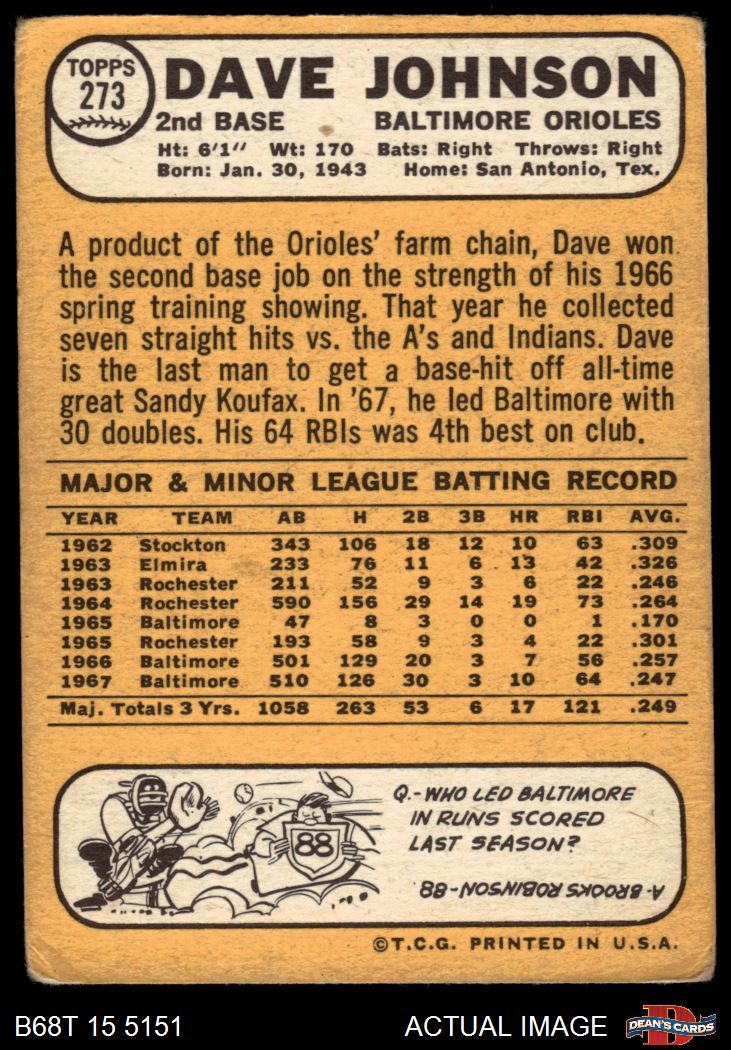 TOPPS
273
DAVE JOHNSON
2nd BASE BALTIMORE ORIOLES
Ht: 6'1" Wt: 170 Bats: Right Throws: Right
Born: Jan. 30, 1943 Home: San Antonio, Tex.
A product of the Orioles' farm chain, Dave won
the second base job on the strength of his 1966
spring training showing. That year he collected
seven straight hits vs. the A's and Indians. Dave
is the last man to get a base-hit off all-time
great Sandy Koufax. In '67, he led Baltimore with
30 doubles. His 64 RBIs was 4th best on club.
MAJOR & MINOR LEAGUE BATTING RECORD
YEAR TEAM AB H 2B 3B HR RBI AVG.
1962 Stockton 343 106 18 12 10 63 .309
1963 Elmira 233 76 11 6 13 42 .326
1963 Rochester 211 52 9 3 6 22 .246
1964 Rochester 590 156 29 14 19 73 .264
1965 Baltimore 47 8 3 0 0 1 .170
1965 Rochester 193 58 9 3 4 22 .301
1966 Baltimore 501 129 20 3 7 56 .257
1967 Baltimore 510 126 30 3 10 64 .247
Maj. Totals 3 Yrs. 1058 263 53 6 17 121 .249
88
Q.-WHO LED BALTIMORE
IN RUNS SCORED
LAST SEASON?
A-BROOKS ROBINSON-88
©T.C.G. PRINTED IN U.S.A.
B68T 15 5151 ACTUAL IMAGE
D
DEAN'S CARDS